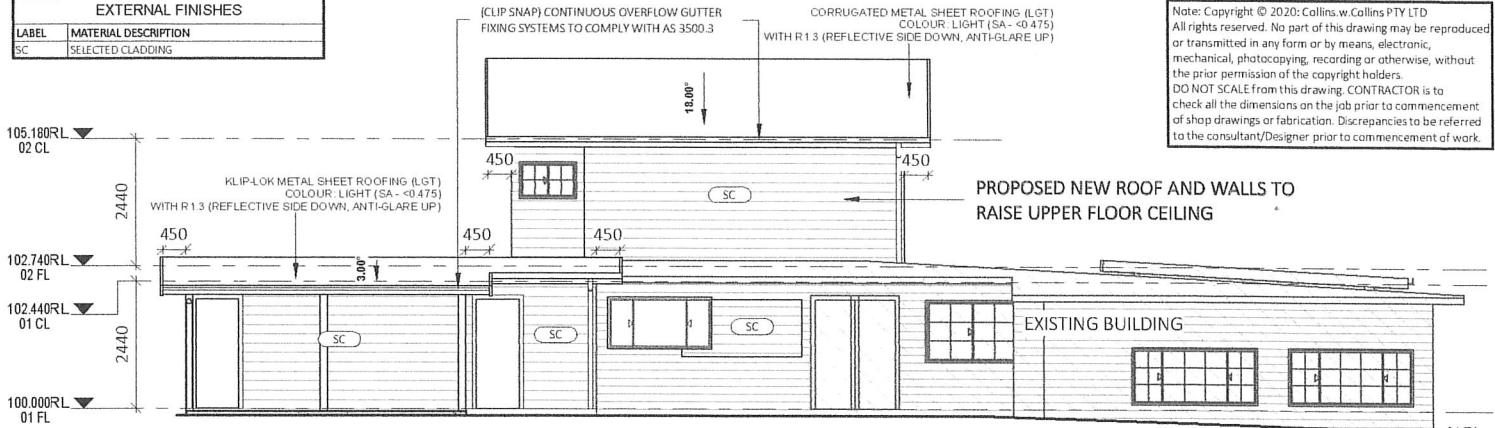 EXTERNAL FINISHES
LABEL MATERIAL DESCRIPTION
SC SELECTED CLADDING
(CLIP SNAP) CONTINUOUS OVERFLOW GUTTER
FIXING SYSTEMS TO COMPLY WITH AS 3500.3
CORRUGATED METAL SHEET ROOFING (LGT)
COLOUR: LIGHT (SA - <0.475)
WITH R1.3 (REFLECTIVE SIDE DOWN, ANTI-GLARE UP)
Note: Copyright © 2020: Collins.w.Collins PTY LTD
All rights reserved. No part of this drawing may be reproduced
or transmitted in any form or by means, electronic,
mechanical, photocopying, recording or otherwise, without
the prior permission of the copyright holders.
DO NOT SCALE from this drawing. CONTRACTOR is to
check all the dimensions on the job prior to commencement
of shop drawings or fabrication. Discrepancies to be referred
to the consultant/Designer prior to commencement of work.
18.00°
105.180RL
02 CL
450
450
KLIP-LOK METAL SHEET ROOFING (LGT)
COLOUR: LIGHT (SA - <0.475)
WITH R1.3 (REFLECTIVE SIDE DOWN, ANTI-GLARE UP)
SC
PROPOSED NEW ROOF AND WALLS TO
RAISE UPPER FLOOR CEILING
2440
450
450
450
102.740RL
02 FL
3.00°
102.440RL
01 CL
2440
SC
SC
SC
EXISTING BUILDING
100.000RL
01 FL